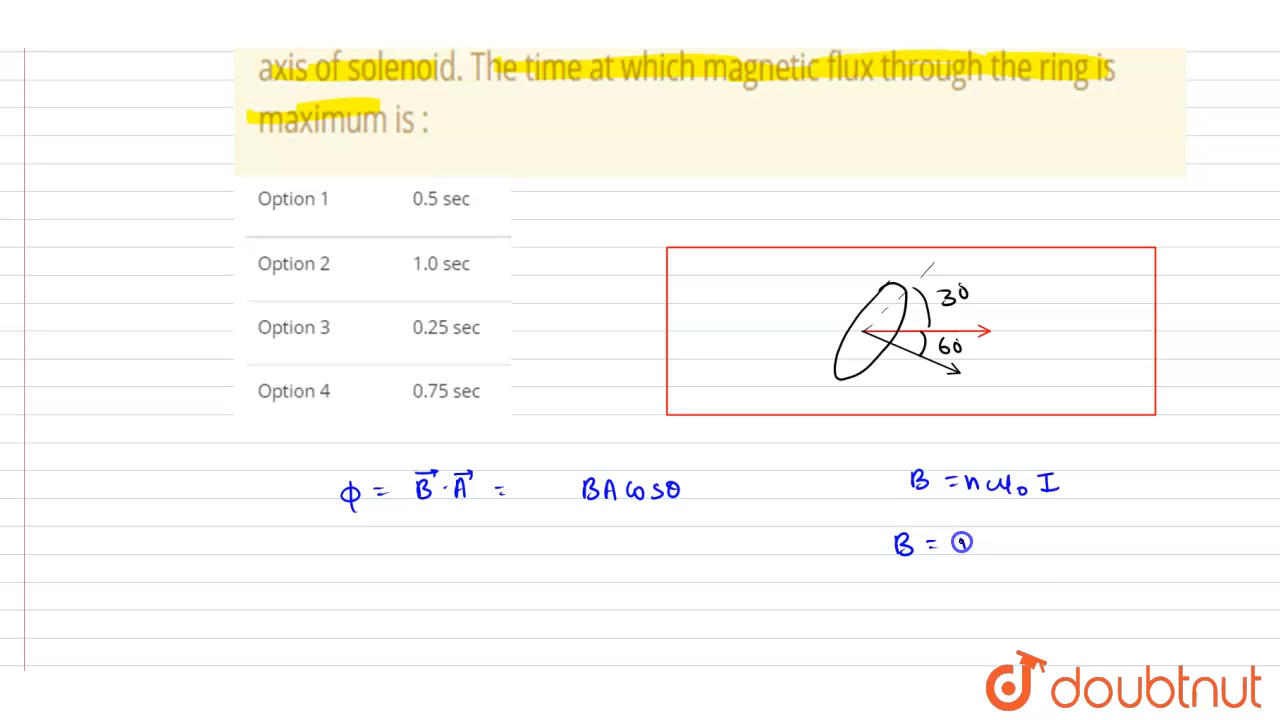 axis of solenoid. The time at which magnetic flux through the ring is
maximum is :
Option 1 0.5 sec
Option 2 1.0 sec
Option 3 0.25 sec
Option 4 0.75 sec
30
60
ϕ = B⃗ · A⃗ = BA cosθ
B = nμ₀ I
B =
doubtnut